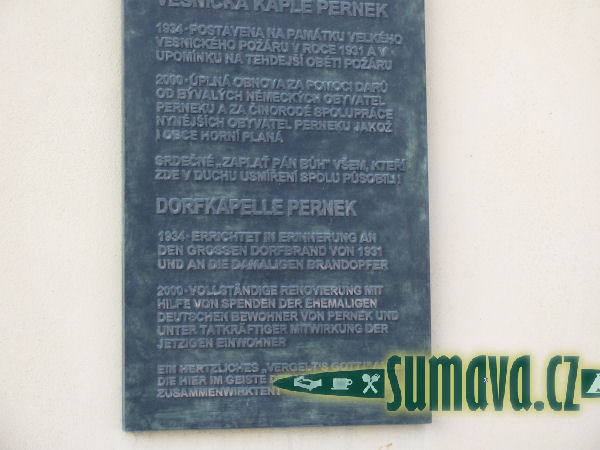 VESNICKÁ KAPLE PERNEK
1934 - POSTAVENA NA PAMÁTKU VELKÉHO
VESNICKÉHO POŽÁRU V ROCE 1931 A V
UPOMÍNKU NA TEHDEJŠÍ OBĚTI POŽÁRU
2000 - ÚPLNÁ OBNOVA ZA POMOCI DARŮ
OD BÝVALÝCH NĚMECKÝCH OBYVATEL
PERNEKU A ZA ČINORODÉ SPOLUPRÁCE
NYNĚJŠÍCH OBYVATEL PERNEKU JAKOŽ
I OBCE HORNÍ PLANÁ
SRDEČNÉ „ZAPLAŤ PÁN BŮH" VŠEM, KTEŘÍ
ZDE V DUCHU USMÍŘENÍ SPOLU PŮSOBILI!
DORFKAPELLE PERNEK
1934 - ERRICHTET IN ERINNERUNG AN
DEN GROSSEN DORFBRAND VON 1931
UND AN DIE DAMALIGEN BRANDOPFER
2000 - VOLLSTÄNDIGE RENOVIERUNG MIT
HILFE VON SPENDEN DER EHEMALIGEN
DEUTSCHEN BEWOHNER VON PERNEK UND
UNTER TATKRÄFTIGER MITWIRKUNG DER
JETZIGEN EINWOHNER
EIN HERTZLICHES „VERGELT'S GOTT"
DIE HIER IM GEISTE
ZUSAMMENWIRKTEN
sumava.cz